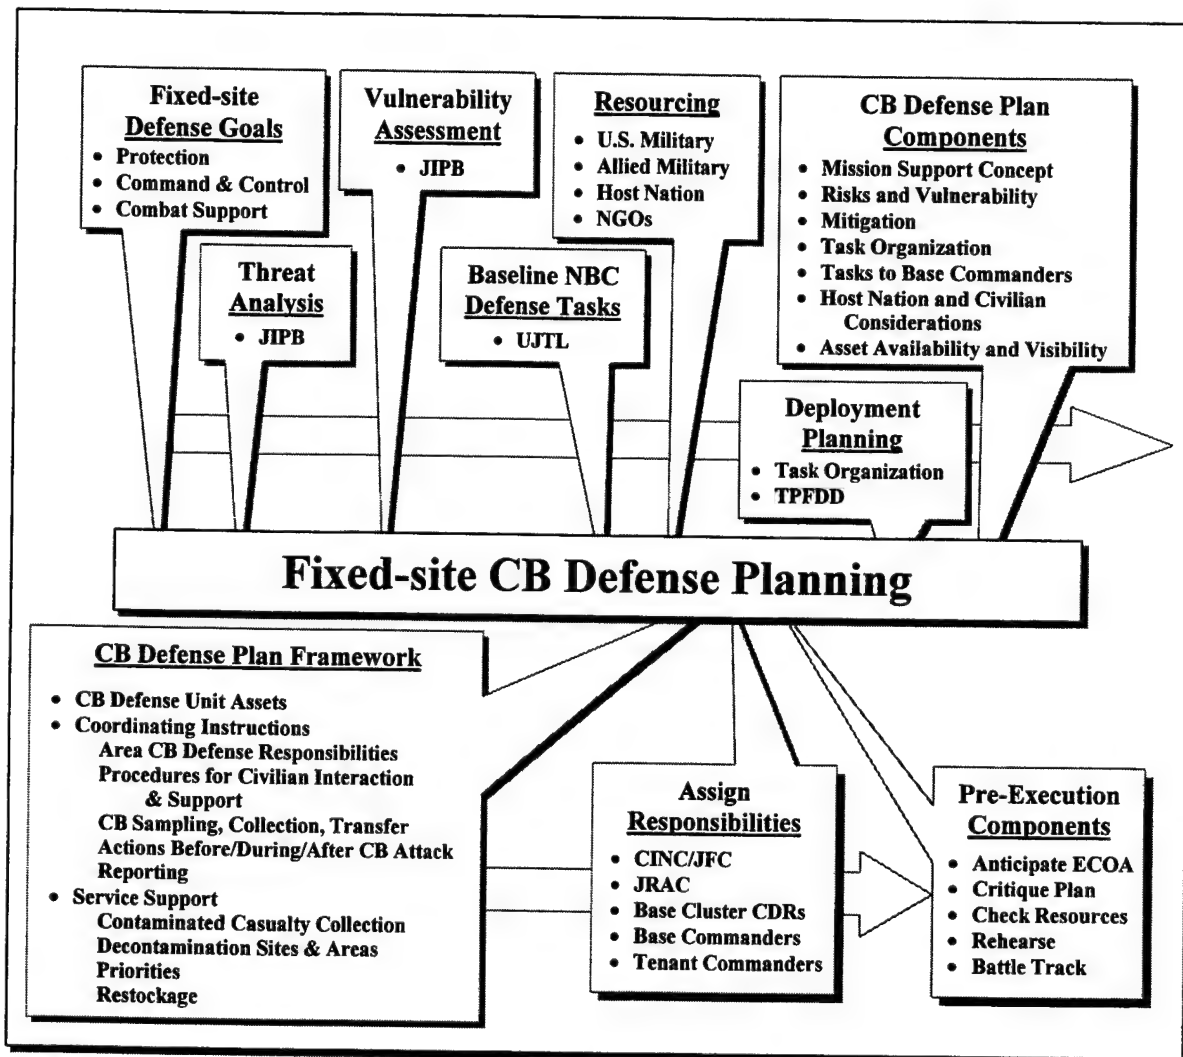 Fixed-site
Defense Goals
• Protection
• Command & Control
• Combat Support
Vulnerability
Assessment
• JIPB
Resourcing
• U.S. Military
• Allied Military
• Host Nation
• NGOs
CB Defense Plan
Components
• Mission Support Concept
• Risks and Vulnerability
• Mitigation
• Task Organization
• Tasks to Base Commanders
• Host Nation and Civilian
Considerations
• Asset Availability and Visibility
Threat
Analysis
• JIPB
Baseline NBC
Defense Tasks
• UJTL
Deployment
Planning
• Task Organization
• TPFDD
Fixed-site CB Defense Planning
CB Defense Plan Framework
• CB Defense Unit Assets
• Coordinating Instructions
Area CB Defense Responsibilities
Procedures for Civilian Interaction
& Support
CB Sampling, Collection, Transfer
Actions Before/During/After CB Attack
Reporting
• Service Support
Contaminated Casualty Collection
Decontamination Sites & Areas
Priorities
Restockage
Assign
Responsibilities
• CINC/JFC
• JRAC
• Base Cluster CDRs
• Base Commanders
• Tenant Commanders
Pre-Execution
Components
• Anticipate ECOA
• Critique Plan
• Check Resources
• Rehearse
• Battle Track